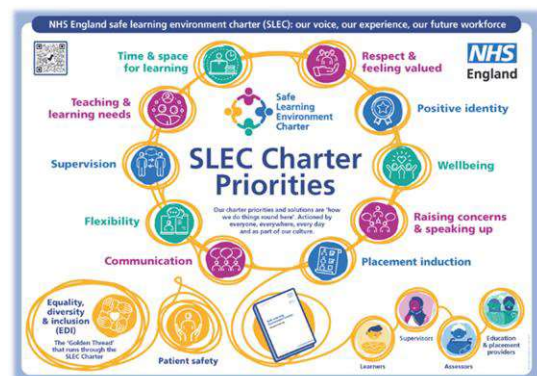 NHS England safe learning environment charter (SLEC): our voice, our experience, our future workforce
Time & space
for learning
Respect &
feeling valued
NHS
England
Teaching &
learning needs
Safe
Learning
Environment
Charter
Positive identity
Supervision
SLEC Charter
Priorities
Wellbeing
Our charter priorities and solutions are 'how
we do things round here'. Actioned by
everyone, everywhere, every day
and as part of our culture.
Flexibility
Raising concerns
& speaking up
Communication
Placement induction
Equality,
diversity
& inclusion
(EDI)
The 'Golden Thread'
that runs through the
SLEC Charter
Patient safety
Learners
Supervisors
Assessors
Education
& placement
providers